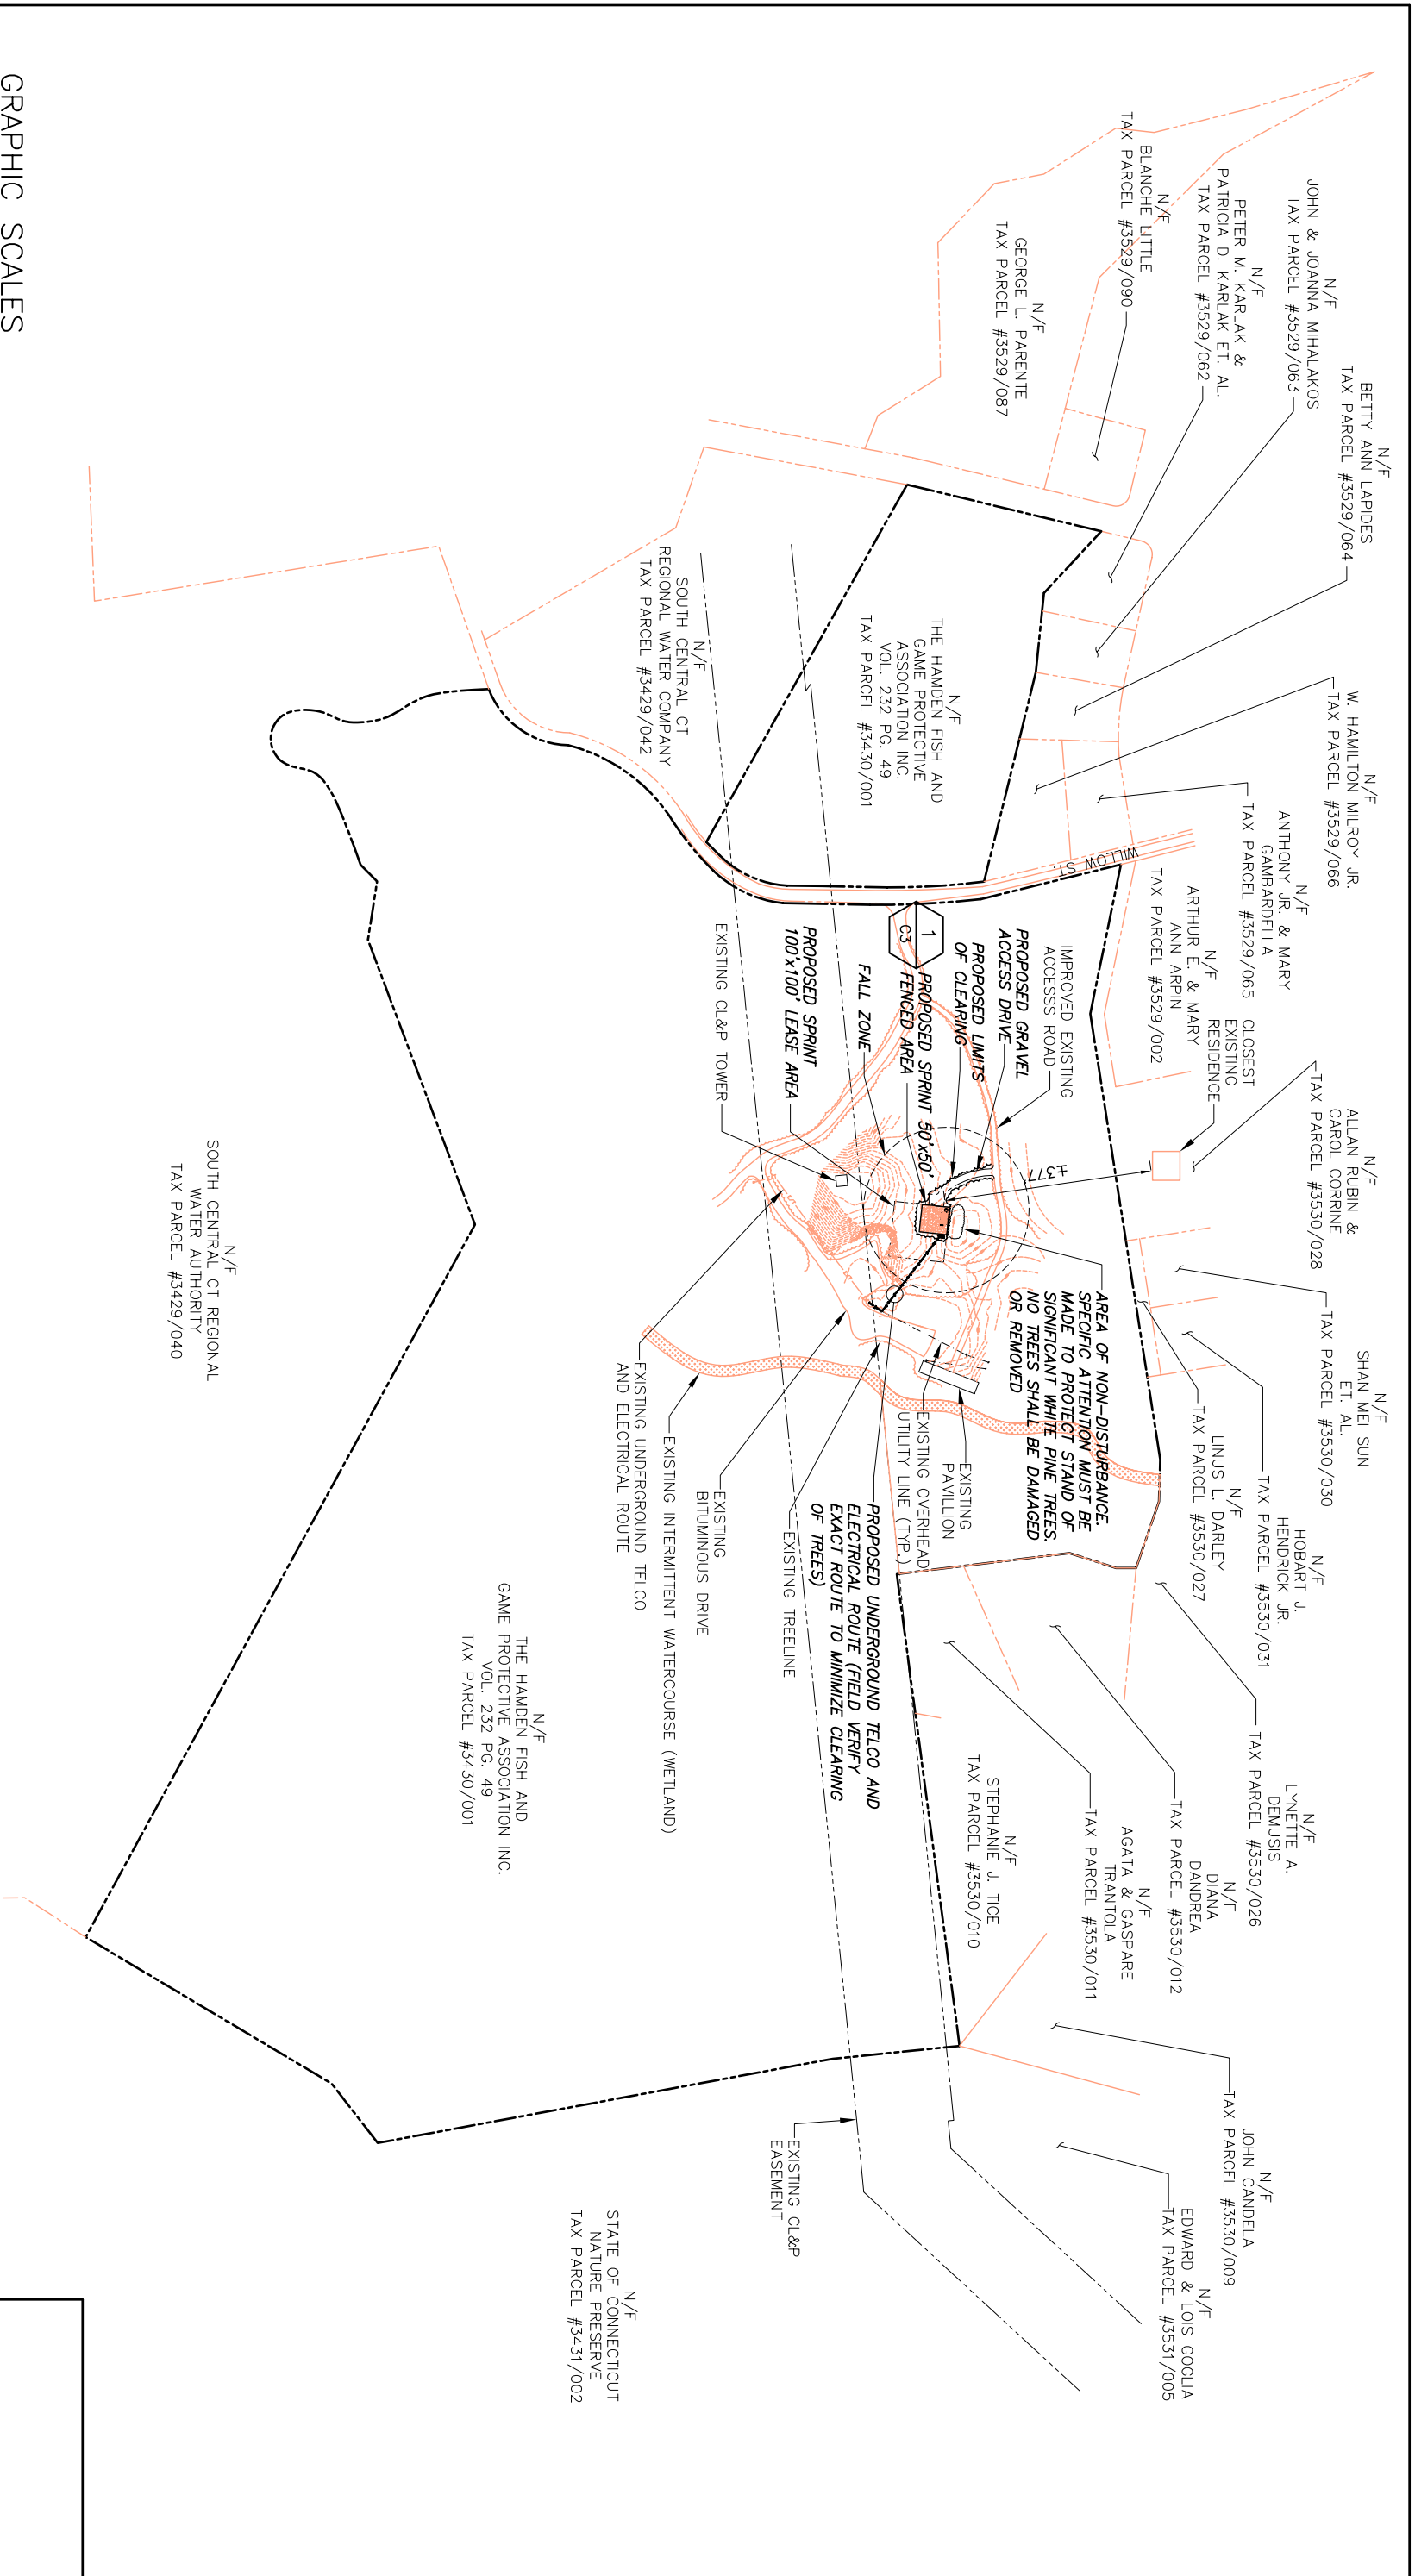 N/F
BLANCHE LITTLE
TAX PARCEL #3529/090
N/F
GEORGE L. PARENTE
TAX PARCEL #3529/087
N/F
PETER M. KARLAK &
PATRICIA D. KARLAK ET. AL.
TAX PARCEL #3529/062
N/F
JOHN & JOANNA MIHALAKOS
TAX PARCEL #3529/063
N/F
BETTY ANN LAPIDES
TAX PARCEL #3529/064
N/F
W. HAMILTON MILROY JR.
TAX PARCEL #3529/066
N/F
ANTHONY JR. & MARY
GAMBARDELLA
TAX PARCEL #3529/065
N/F
ARTHUR E. & MARY
ANN ARPIN
TAX PARCEL #3529/002
CLOSEST
EXISTING
RESIDENCE
N/F
ALLAN RUBIN &
CAROL CORRINE
TAX PARCEL #3530/028
N/F
SHAN MEI SUN
ET. AL.
TAX PARCEL #3530/030
N/F
HOBART J.
HENDRICK JR.
TAX PARCEL #3530/031
N/F
LINUS L. DARLEY
TAX PARCEL #3530/027
N/F
LYNETTE A.
DEMUSIS
TAX PARCEL #3530/026
N/F
DIANA
DANDREA
TAX PARCEL #3530/012
N/F
AGATA & GASPARE
TRANTOLA
TAX PARCEL #3530/011
N/F
STEPHANIE J. TICE
TAX PARCEL #3530/010
N/F
JOHN CANDELA
TAX PARCEL #3530/009
N/F
EDWARD & LOIS GOGLIA
TAX PARCEL #3531/005
N/F
THE HAMDEN FISH AND
GAME PROTECTIVE
ASSOCIATION INC.
VOL. 232 PG. 49
TAX PARCEL #3430/001
N/F
SOUTH CENTRAL CT
REGIONAL WATER COMPANY
TAX PARCEL #3429/042
WILLOW ST.
1
C3
IMPROVED EXISTING
ACCESSS ROAD
PROPOSED GRAVEL
ACCESS DRIVE
PROPOSED LIMITS
OF CLEARING
PROPOSED SPRINT 50'x50'
FENCED AREA
FALL ZONE
PROPOSED SPRINT
100'x100' LEASE AREA
EXISTING CL&P TOWER
±377
AREA OF NON-DISTURBANCE.
SPECIFIC ATTENTION MUST BE
MADE TO PROTECT STAND OF
SIGNIFICANT WHITE PINE TREES.
NO TREES SHALL BE DAMAGED
OR REMOVED
EXISTING
PAVILLION
EXISTING OVERHEAD
UTILITY LINE (TYP.)
PROPOSED UNDERGROUND TELCO AND
ELECTRICAL ROUTE (FIELD VERIFY
EXACT ROUTE TO MINIMIZE CLEARING
OF TREES)
EXISTING TREELINE
EXISTING
BITUMINOUS DRIVE
EXISTING INTERMITTENT WATERCOURSE (WETLAND)
EXISTING UNDERGROUND TELCO
AND ELECTRICAL ROUTE
EXISTING CL&P
EASEMENT
N/F
THE HAMDEN FISH AND
GAME PROTECTIVE ASSOCIATION INC.
VOL. 232 PG. 49
TAX PARCEL #3430/001
N/F
STATE OF CONNECTICUT
NATURE PRESERVE
TAX PARCEL #3431/002
N/F
SOUTH CENTRAL CT REGIONAL
WATER AUTHORITY
TAX PARCEL #3429/040
GRAPHIC SCALES